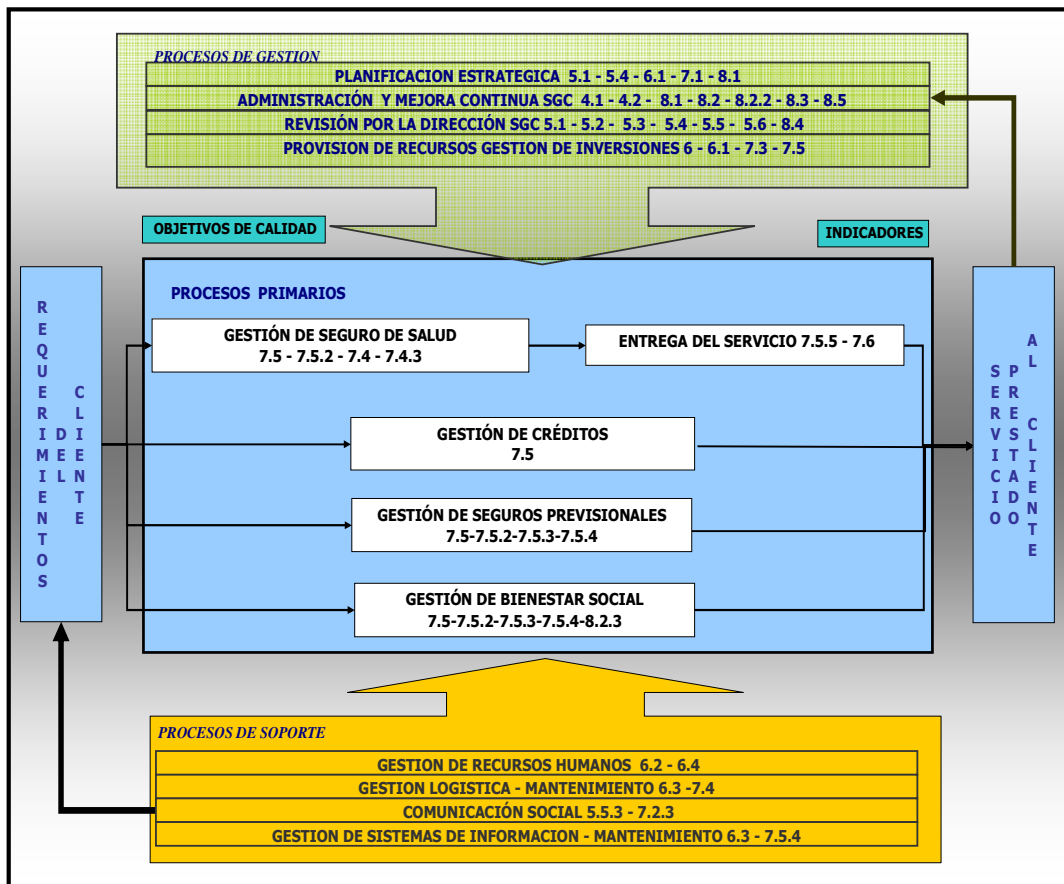 PROCESOS DE GESTION
PLANIFICACION ESTRATEGICA 5.1 - 5.4 - 6.1 - 7.1 - 8.1
ADMINISTRACIÓN Y MEJORA CONTINUA SGC 4.1 - 4.2 - 8.1 - 8.2 - 8.2.2 - 8.3 - 8.5
REVISIÓN POR LA DIRECCIÓN SGC 5.1 - 5.2 - 5.3 - 5.4 - 5.5 - 5.6 - 8.4
PROVISION DE RECURSOS GESTION DE INVERSIONES 6 - 6.1 - 7.3 - 7.5
OBJETIVOS DE CALIDAD
INDICADORES
REQUERIMIENTOS
DEL
CLIENTE
PROCESOS PRIMARIOS
GESTIÓN DE SEGURO DE SALUD
7.5 - 7.5.2 - 7.4 - 7.4.3
ENTREGA DEL SERVICIO 7.5.5 - 7.6
GESTIÓN DE CRÉDITOS
7.5
GESTIÓN DE SEGUROS PREVISIONALES
7.5-7.5.2-7.5.3-7.5.4
GESTIÓN DE BIENESTAR SOCIAL
7.5-7.5.2-7.5.3-7.5.4-8.2.3
SERVICIO
PRESTADO
AL CLIENTE
PROCESOS DE SOPORTE
GESTION DE RECURSOS HUMANOS 6.2 - 6.4
GESTION LOGISTICA - MANTENIMIENTO 6.3 -7.4
COMUNICACIÓN SOCIAL 5.5.3 - 7.2.3
GESTION DE SISTEMAS DE INFORMACION - MANTENIMIENTO 6.3 - 7.5.4